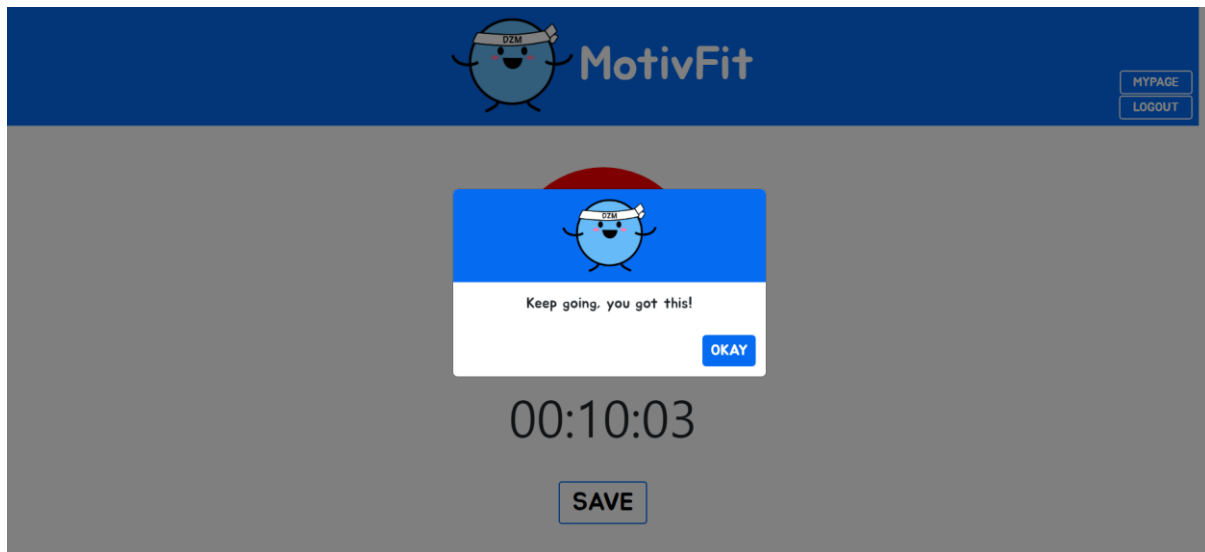 DZM
MotivFit
MYPAGE
LOGOUT
DZM
Keep going, you got this!
OKAY
00:10:03
SAVE